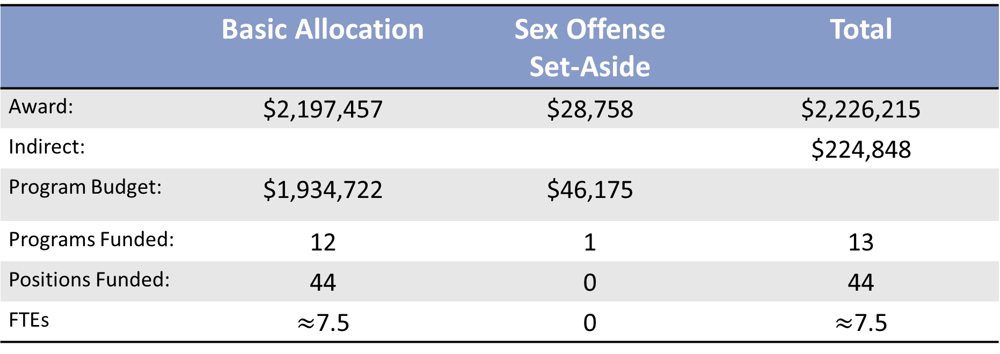 Basic Allocation Sex Offense Total
Set-Aside
Award: $2,197,457 $28,758 $2,226,215
Indirect: $224,848
Program Budget: $1,934,722 $46,175
Programs Funded: 12 1 13
Positions Funded: 44 0 44
FTEs ≈7.5 0 ≈7.5